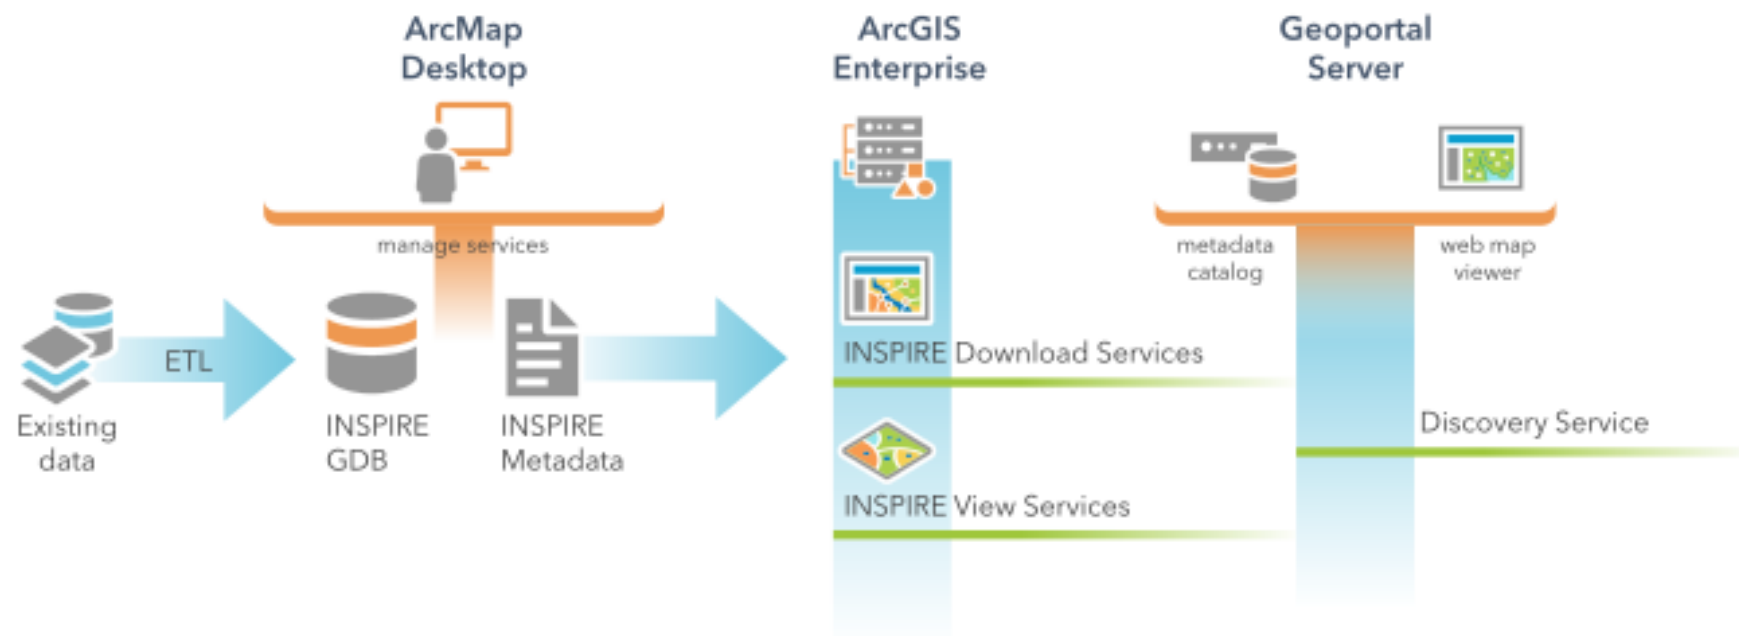 ArcMap
Desktop
ArcGIS
Enterprise
Geoportal
Server
manage services
metadata
catalog
web map
viewer
ETL
Existing
data
INSPIRE
GDB
INSPIRE
Metadata
INSPIRE Download Services
Discovery Service
INSPIRE View Services